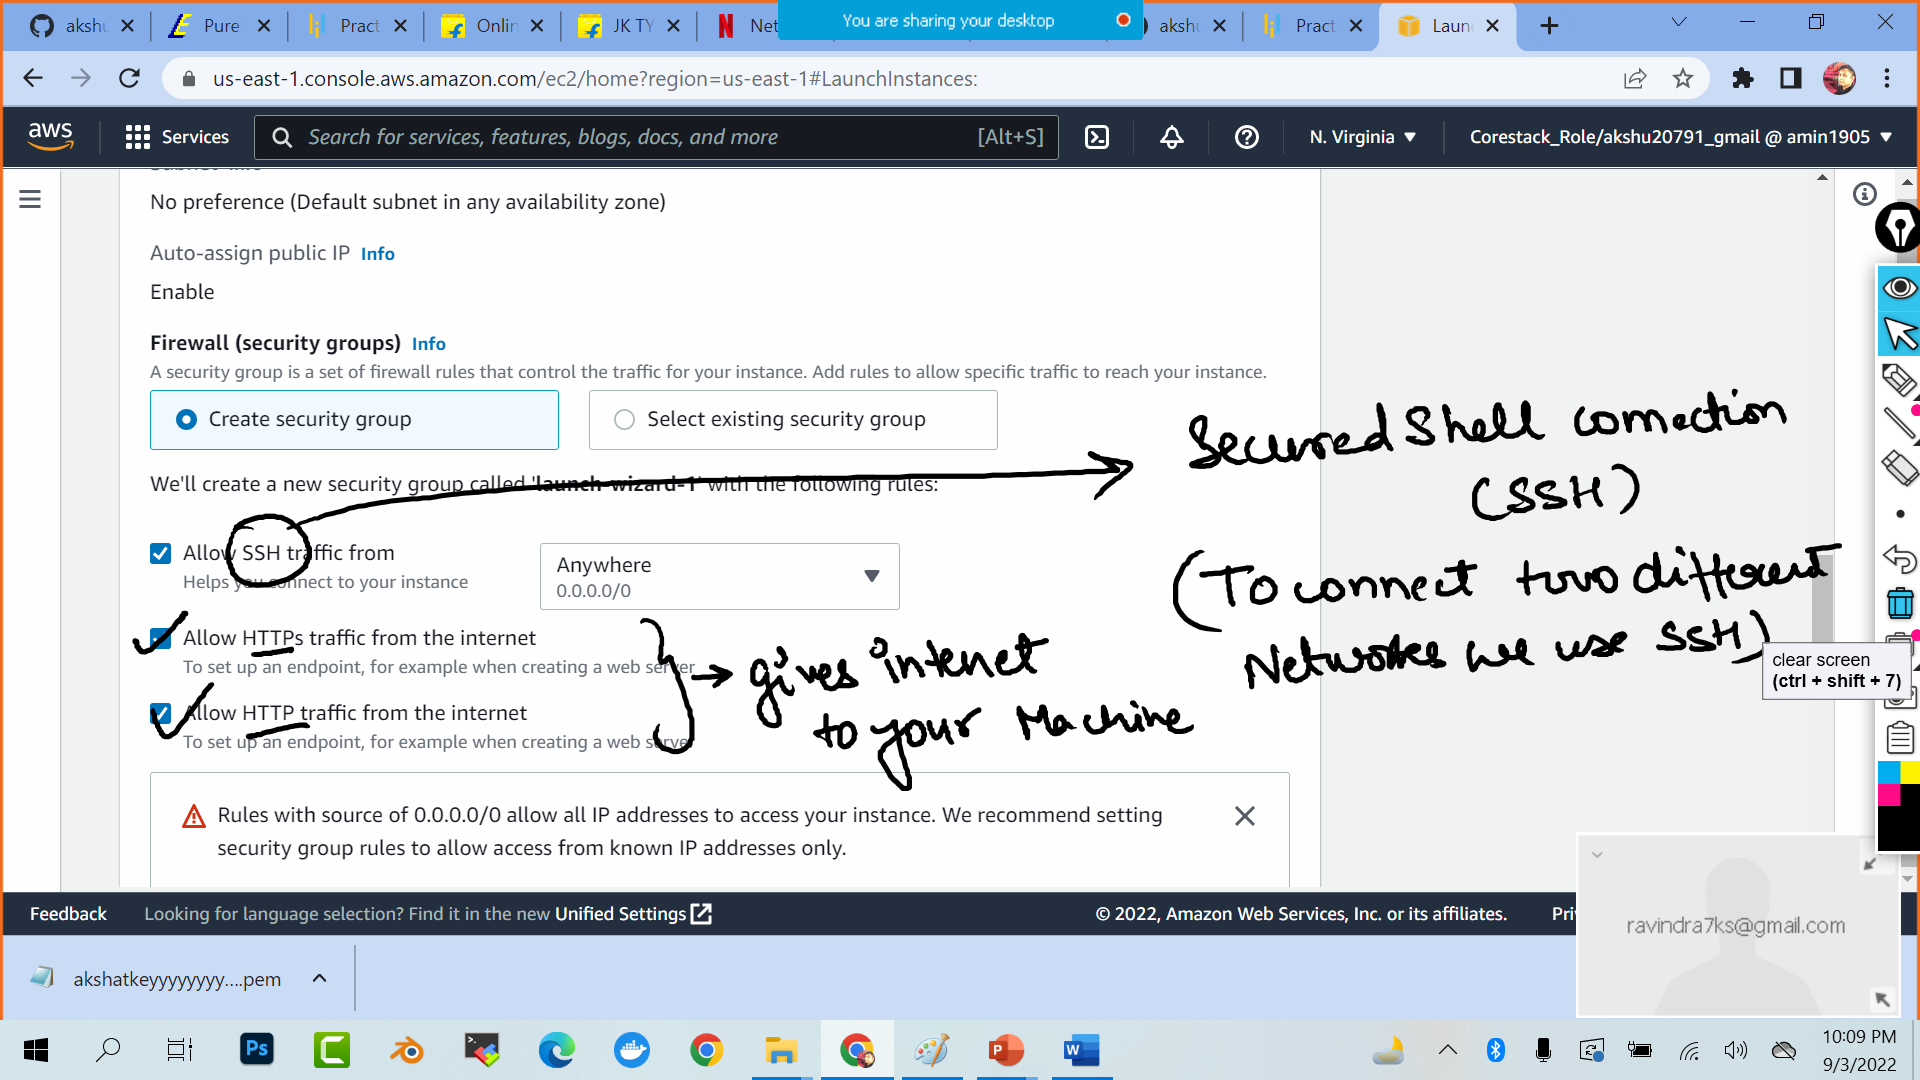 akshu
Pure
Pract
Onlin
JK TY
Net
You are sharing your desktop
akshu
Pract
Laun
us-east-1.console.aws.amazon.com/ec2/home?region=us-east-1#LaunchInstances:
aws
Services
Search for services, features, blogs, docs, and more [Alt+S]
N. Virginia
Corestack_Role/akshu20791_gmail @ amin1905
No preference (Default subnet in any availability zone)
Auto-assign public IP Info
Enable
Firewall (security groups) Info
A security group is a set of firewall rules that control the traffic for your instance. Add rules to allow specific traffic to reach your instance.
Create security group
Select existing security group
We'll create a new security group called 'launch-wizard-1' with the following rules:
Allow SSH traffic from
Helps you connect to your instance
Anywhere
0.0.0.0/0
Allow HTTPs traffic from the internet
To set up an endpoint, for example when creating a web server
Allow HTTP traffic from the internet
To set up an endpoint, for example when creating a web server
Secured Shell connection
(SSH)
(To connect two different
Networks we use SSH)
gives internet
to your Machine
clear screen
(ctrl + shift + 7)
Rules with source of 0.0.0.0/0 allow all IP addresses to access your instance. We recommend setting
security group rules to allow access from known IP addresses only.
Feedback
Looking for language selection? Find it in the new Unified Settings
© 2022, Amazon Web Services, Inc. or its affiliates.
Pri
ravindra7ks@gmail.com
akshatkeyyyyyyyy....pem
Ps
C
P
W
10:09 PM
9/3/2022